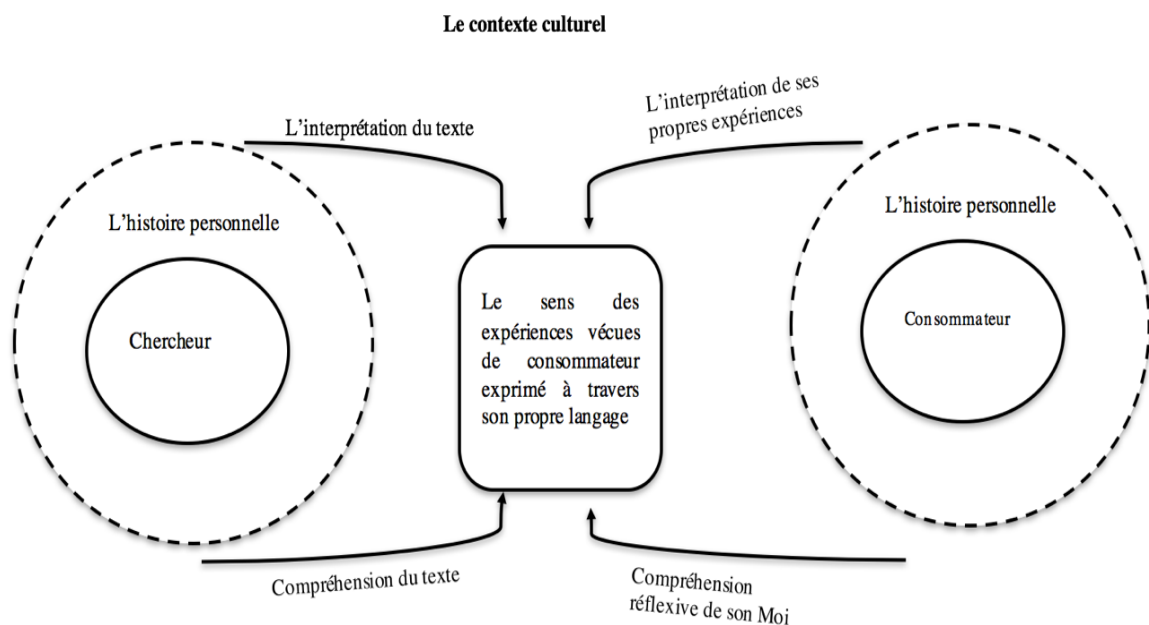 Le contexte culturel
L'interprétation du texte
L'interprétation de ses
propres expériences
L'histoire personnelle
Chercheur
Le sens des
expériences vécues
de consommateur
exprimé à travers
son propre langage
L'histoire personnelle
Consommateur
Compréhension du texte
Compréhension
réflexive de son Moi